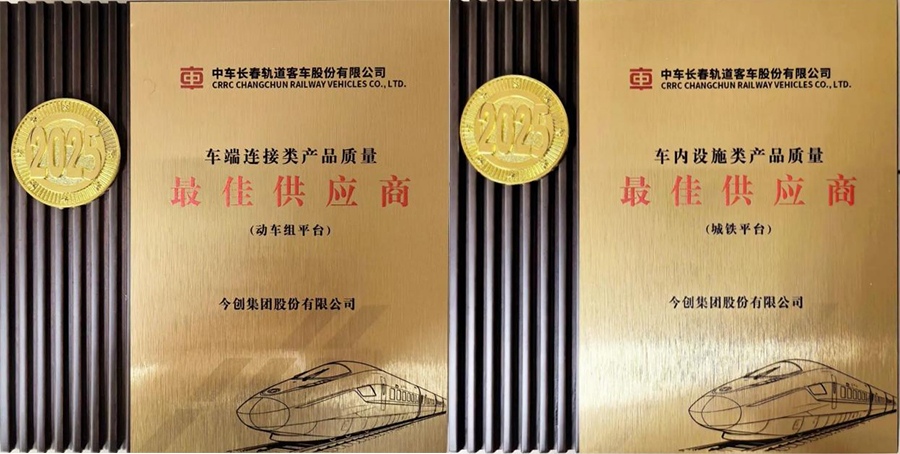 2025
中车长春轨道客车股份有限公司
CRRC CHANGCHUN RAILWAY VEHICLES CO., LTD.
车端连接类产品质量
最佳供应商
(动车组平台)
今创集团股份有限公司
2025
中车长春轨道客车股份有限公司
CRRC CHANGCHUN RAILWAY VEHICLES CO., LTD.
车内设施类产品质量
最佳供应商
(城铁平台)
今创集团股份有限公司